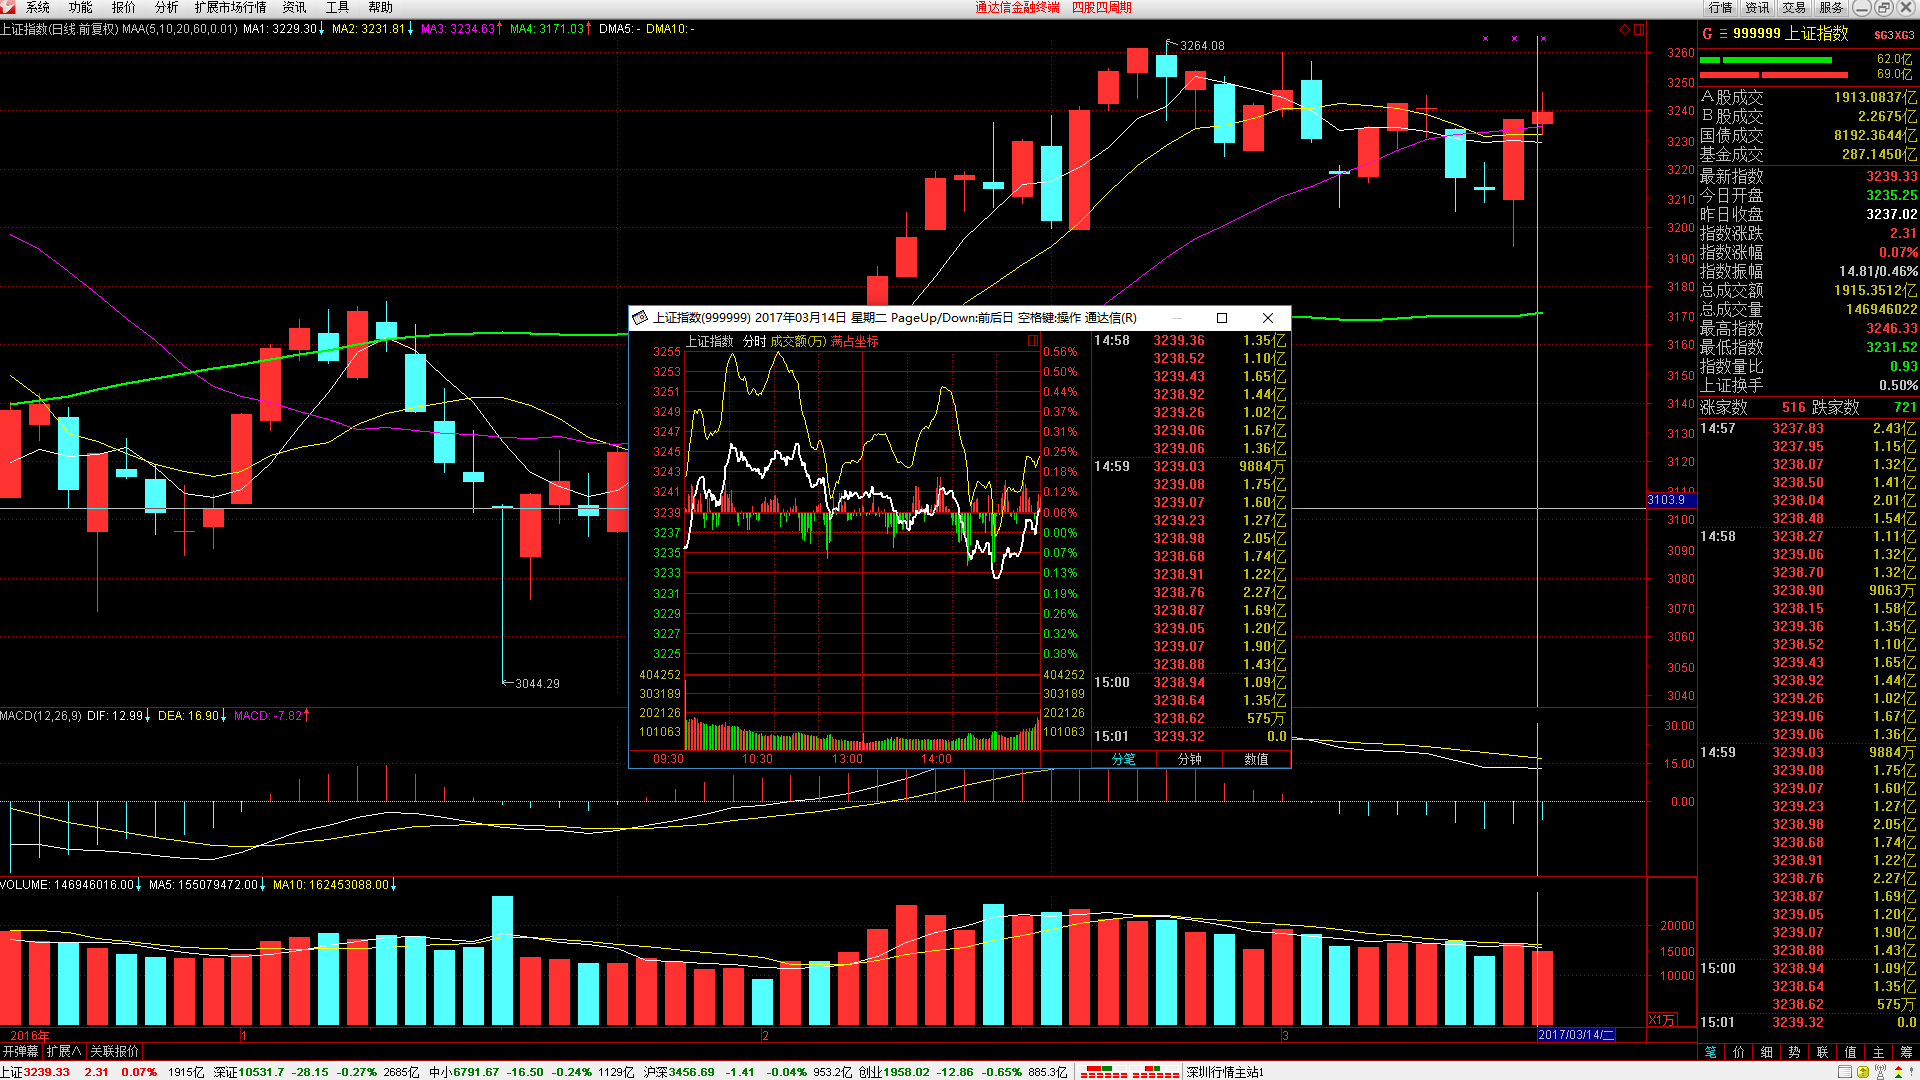 系统 功能 报价 分析 扩展市场行情 资讯 工具 帮助 通达信金融终端 四股四周期 行情 资讯 交易 服务
上证指数(日线.前复权) MAA(5,10,20,60,0.01) MA1: 3229.30↓ MA2: 3231.81↓ MA3: 3234.63↑ MA4: 3171.03↑ DMA5: - DMA10: -
3264.08
3044.29
3260
3250
3240
3230
3220
3210
3200
3190
3180
3170
3160
3150
3140
3130
3120
3110
3103.9
3100
3090
3080
3070
3060
3050
3040
MACD(12,26,9) DIF: 12.99↓ DEA: 16.90↓ MACD: -7.82↑
30.00
15.00
0.00
VOLUME: 146946016.00↓ MA5: 155079472.00↓ MA10: 162453088.00↓
20000
15000
10000
X1万
2016年 1 2 3 2017/03/14/二
开弹幕 扩展∧ 关联报价
上证指数(999999) 2017年03月14日 星期二 PageUp/Down:前后日 空格键:操作 通达信(R)
上证指数 分时 成交额(万) 满占坐标
3255 0.56%
3253 0.50%
3251 0.44%
3249 0.37%
3247 0.31%
3245 0.25%
3243 0.18%
3241 0.12%
3239 0.06%
3237 0.00%
3235 0.07%
3233 0.13%
3231 0.19%
3229 0.26%
3227 0.32%
3225 0.38%
404252 404252
303189 303189
202126 202126
101063 101063
09:30 10:30 13:00 14:00
14:58 3239.36 1.35亿
3238.52 1.10亿
3239.43 1.65亿
3238.92 1.44亿
3239.26 1.02亿
3239.06 1.67亿
3239.06 1.36亿
14:59 3239.03 9884万
3239.08 1.75亿
3239.07 1.60亿
3239.23 1.27亿
3238.98 2.05亿
3238.68 1.74亿
3238.91 1.22亿
3238.76 2.27亿
3238.87 1.69亿
3239.05 1.20亿
3239.07 1.90亿
3238.88 1.43亿
15:00 3238.94 1.09亿
3238.64 1.35亿
3238.62 575万
15:01 3239.32 0.0
分笔 分钟 数值
G 999999 上证指数 SG3XG3
62.0亿
69.0亿
A股成交 1913.0837亿
B股成交 2.2675亿
国债成交 8192.3644亿
基金成交 287.1450亿
最新指数 3239.33
今日开盘 3235.25
昨日收盘 3237.02
指数涨跌 2.31
指数涨幅 0.07%
指数振幅 14.81/0.46%
总成交额 1915.3512亿
总成交量 146946022
最高指数 3246.33
最低指数 3231.52
指数量比 0.93
上证换手 0.50%
涨家数 516 跌家数 721
14:57 3237.83 2.43亿
3237.95 1.15亿
3238.07 1.32亿
3238.50 1.41亿
3238.04 2.01亿
3238.48 1.54亿
14:58 3238.27 1.11亿
3239.06 1.32亿
3238.70 1.32亿
3238.90 9063万
3238.15 1.58亿
3239.36 1.35亿
3238.52 1.10亿
3239.43 1.65亿
3238.92 1.44亿
3239.26 1.02亿
3239.06 1.67亿
3239.06 1.36亿
14:59 3239.03 9884万
3239.08 1.75亿
3239.07 1.60亿
3239.23 1.27亿
3238.98 2.05亿
3238.68 1.74亿
3238.91 1.22亿
3238.76 2.27亿
3238.87 1.69亿
3239.05 1.20亿
3239.07 1.90亿
3238.88 1.43亿
15:00 3238.94 1.09亿
3238.64 1.35亿
3238.62 575万
15:01 3239.32 0.0
笔 价 细 势 联 值 主 筹
上证3239.33 2.31 0.07% 1915亿 深证10531.7 -28.15 -0.27% 2685亿 中小6791.67 -16.50 -0.24% 1129亿 沪深3456.69 -1.41 -0.04% 953.2亿 创业1958.02 -12.86 -0.65% 885.3亿 深圳行情主站1